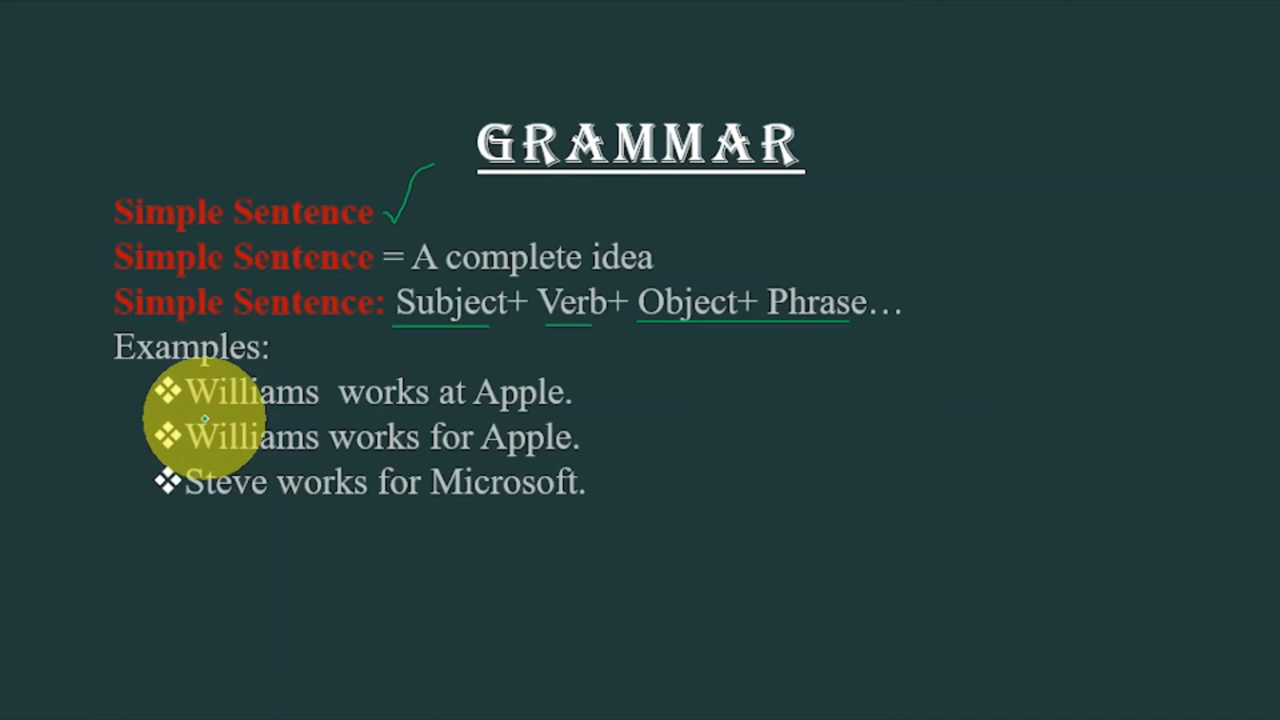 GRAMMAR
Simple Sentence
Simple Sentence = A complete idea
Simple Sentence: Subject+ Verb+ Object+ Phrase…
Examples:
❖Williams  works at Apple.
❖Williams works for Apple.
❖Steve works for Microsoft.